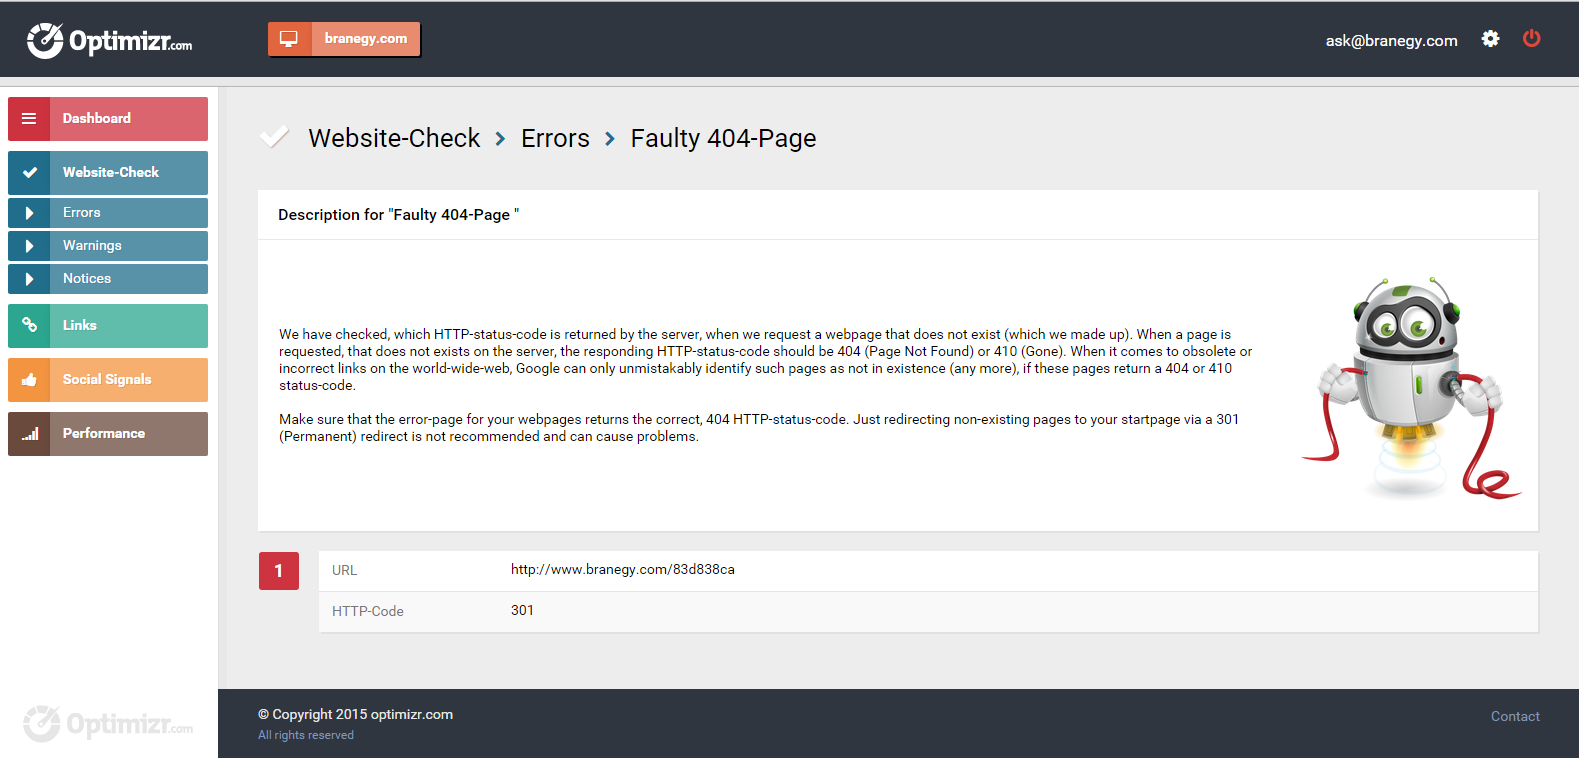 Optimizr.com
branegy.com
ask@branegy.com
Dashboard
Website-Check
Errors
Warnings
Notices
Links
Social Signals
Performance
Website-Check > Errors > Faulty 404-Page
Description for "Faulty 404-Page "
We have checked, which HTTP-status-code is returned by the server, when we request a webpage that does not exist (which we made up). When a page is
requested, that does not exists on the server, the responding HTTP-status-code should be 404 (Page Not Found) or 410 (Gone). When it comes to obsolete or
incorrect links on the world-wide-web, Google can only unmistakably identify such pages as not in existence (any more), if these pages return a 404 or 410
status-code.
Make sure that the error-page for your webpages returns the correct, 404 HTTP-status-code. Just redirecting non-existing pages to your startpage via a 301
(Permanent) redirect is not recommended and can cause problems.
1
URL http://www.branegy.com/83d838ca
HTTP-Code 301
Optimizr.com
© Copyright 2015 optimizr.com
All rights reserved
Contact